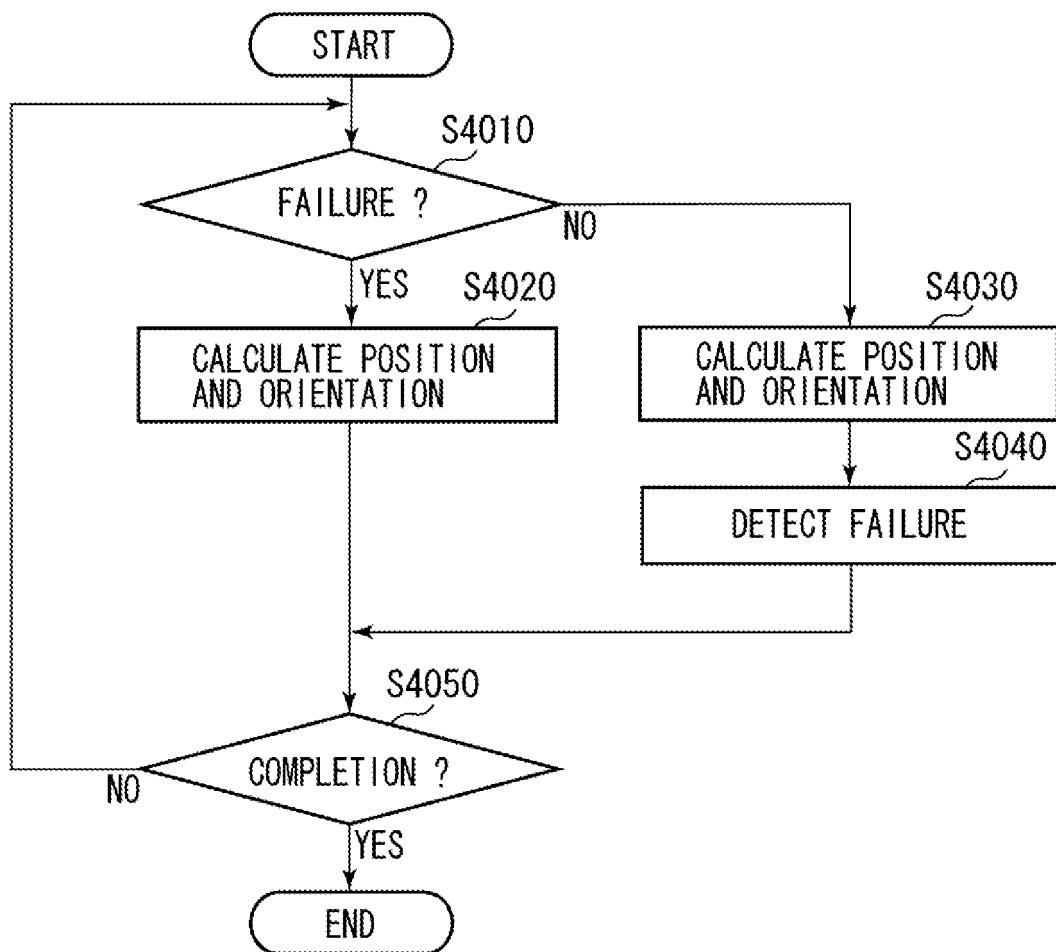 START
S4010
FAILURE ?
NO
YES
S4020
S4030
CALCULATE POSITION
AND ORIENTATION
CALCULATE POSITION
AND ORIENTATION
S4040
DETECT FAILURE
S4050
COMPLETION ?
NO
YES
END